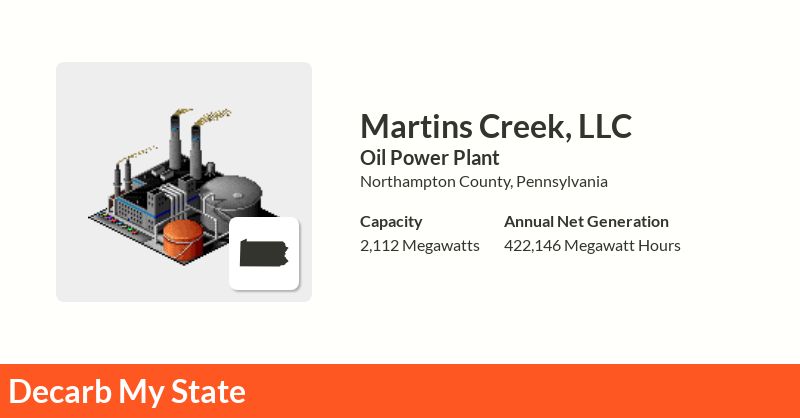 Martins Creek, LLC
Oil Power Plant
Northampton County, Pennsylvania
Capacity
2,112 Megawatts
Annual Net Generation
422,146 Megawatt Hours
Decarb My State